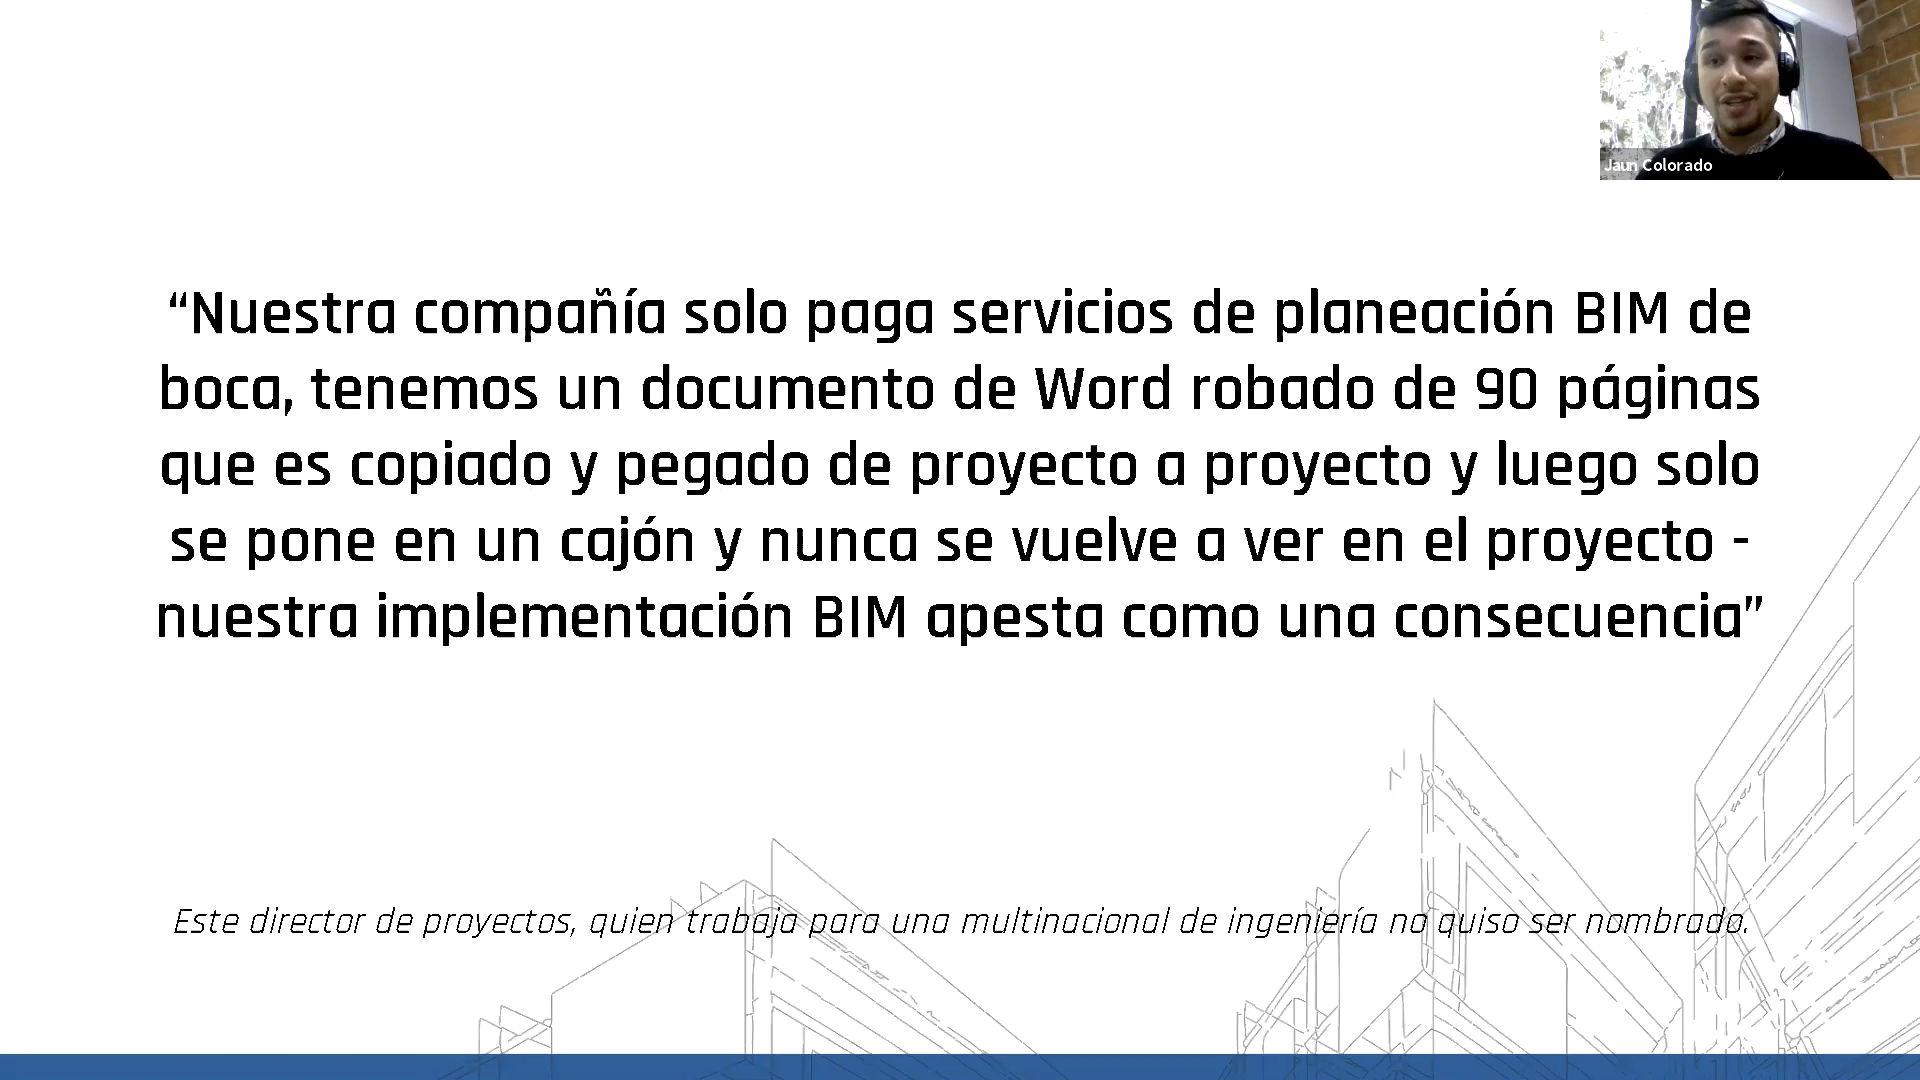 Jaun Colorado
“Nuestra compañía solo paga servicios de planeación BIM de
boca, tenemos un documento de Word robado de 90 páginas
que es copiado y pegado de proyecto a proyecto y luego solo
se pone en un cajón y nunca se vuelve a ver en el proyecto -
nuestra implementación BIM apesta como una consecuencia”
Este director de proyectos, quien trabaja para una multinacional de ingeniería no quiso ser nombrado.